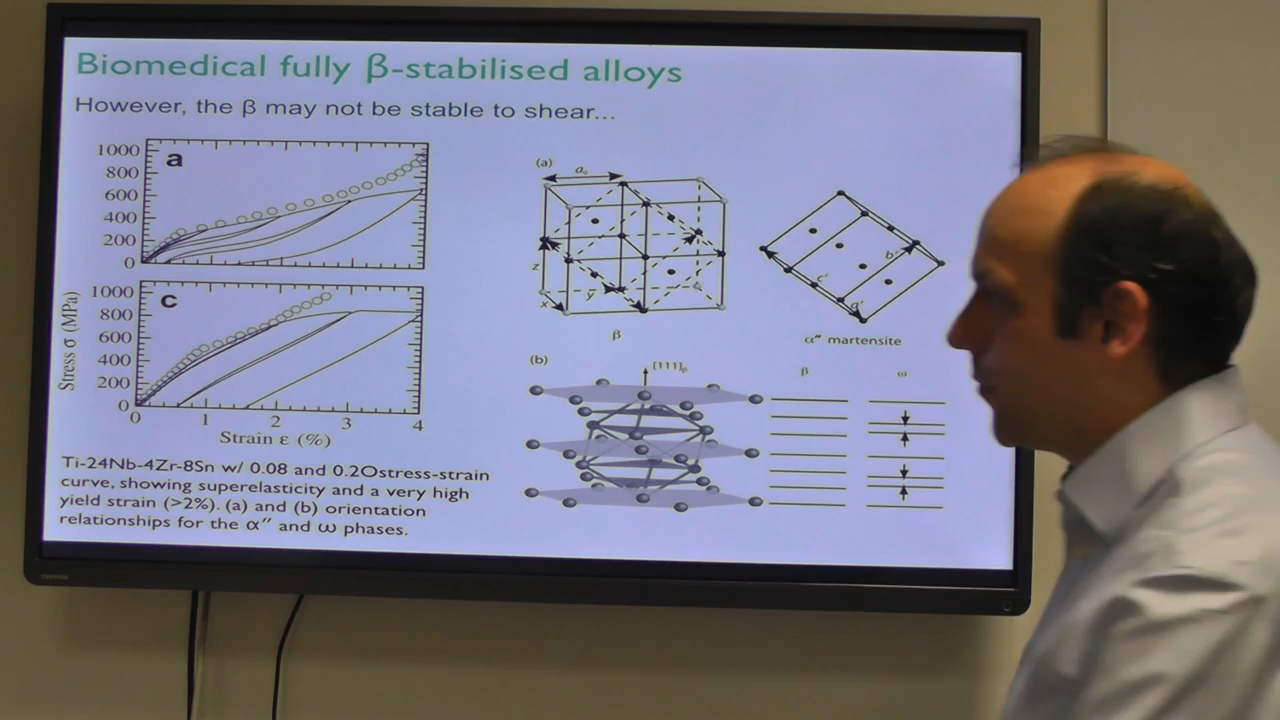 Biomedical fully β-stabilised alloys
However, the β may not be stable to shear...
1000
800
600
400
200
0
a
1000
800
600
400
200
0
c
0
1
2
3
4
Stress σ (MPa)
Strain ε (%)
Ti-24Nb-4Zr-8Sn w/ 0.08 and 0.2Ostress-strain
curve, showing superelasticity and a very high
yield strain (>2%). (a) and (b) orientation
relationships for the α″ and ω phases.
(a)
z
x
y
β
α″ martensite
(b)
[111]β
β
ω
TOSHIBA